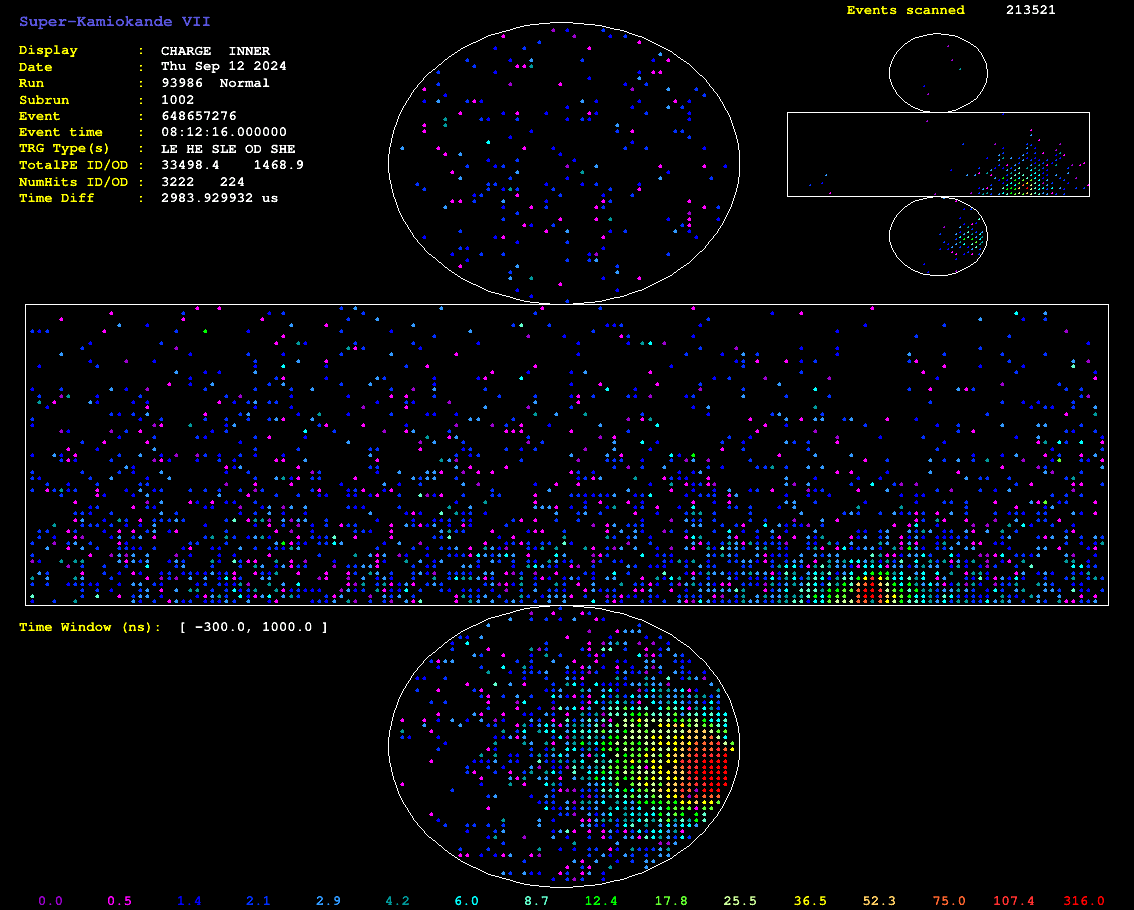 Super-Kamiokande VII
Display : CHARGE INNER
Date : Thu Sep 12 2024
Run : 93986 Normal
Subrun : 1002
Event : 648657276
Event time : 08:12:16.000000
TRG Type(s) : LE HE SLE OD SHE
TotalPE ID/OD : 33498.4 1468.9
NumHits ID/OD : 3222 224
Time Diff : 2983.929932 us
Events scanned 213521
Time Window (ns): [ -300.0, 1000.0 ]
0.0 0.5 1.4 2.1 2.9 4.2 6.0 8.7 12.4 17.8 25.5 36.5 52.3 75.0 107.4 316.0